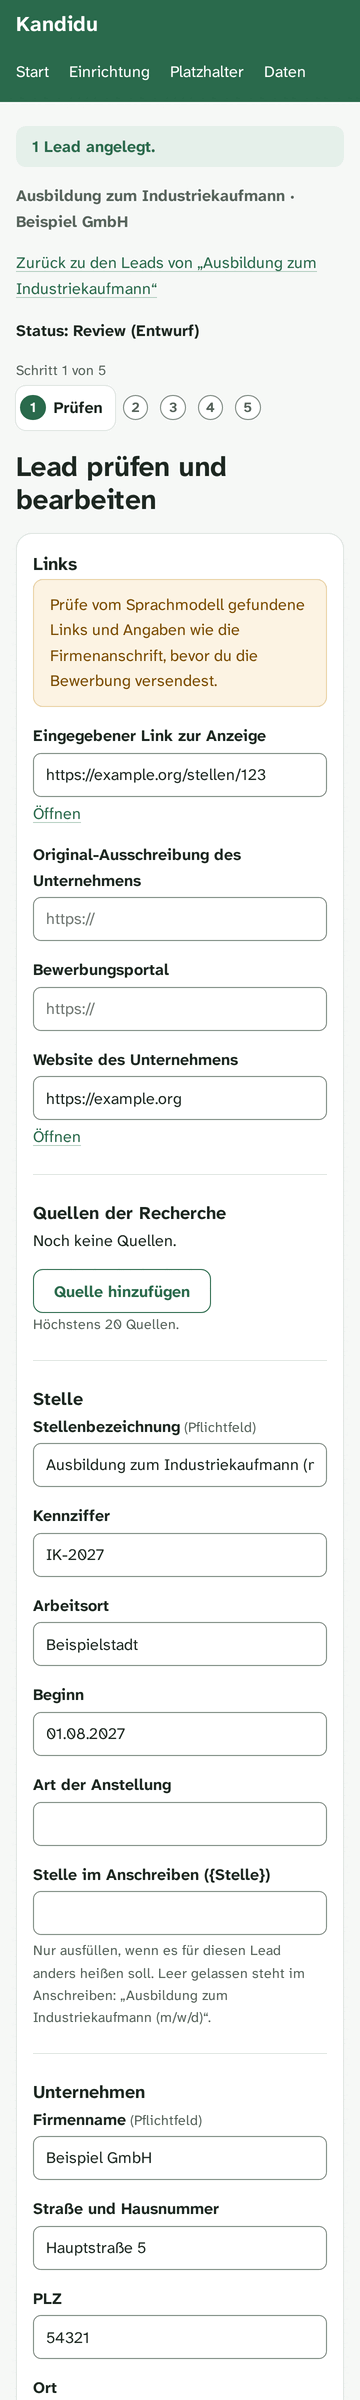 Kandidu
Start Einrichtung Platzhalter Daten
1 Lead angelegt.
Ausbildung zum Industriekaufmann ·
Beispiel GmbH
Zurück zu den Leads von „Ausbildung zum
Industriekaufmann“
Status: Review (Entwurf)
Schritt 1 von 5
1 Prüfen 2 3 4 5
Lead prüfen und
bearbeiten
Links
Prüfe vom Sprachmodell gefundene
Links und Angaben wie die
Firmenanschrift, bevor du die
Bewerbung versendest.
Eingegebener Link zur Anzeige
https://example.org/stellen/123
Öffnen
Original-Ausschreibung des
Unternehmens
https://
Bewerbungsportal
https://
Website des Unternehmens
https://example.org
Öffnen
Quellen der Recherche
Noch keine Quellen.
Quelle hinzufügen
Höchstens 20 Quellen.
Stelle
Stellenbezeichnung (Pflichtfeld)
Ausbildung zum Industriekaufmann (r
Kennziffer
IK-2027
Arbeitsort
Beispielstadt
Beginn
01.08.2027
Art der Anstellung
Stelle im Anschreiben ({Stelle})
Nur ausfüllen, wenn es für diesen Lead
anders heißen soll. Leer gelassen steht im
Anschreiben: „Ausbildung zum
Industriekaufmann (m/w/d)“.
Unternehmen
Firmenname (Pflichtfeld)
Beispiel GmbH
Straße und Hausnummer
Hauptstraße 5
PLZ
54321
Ort